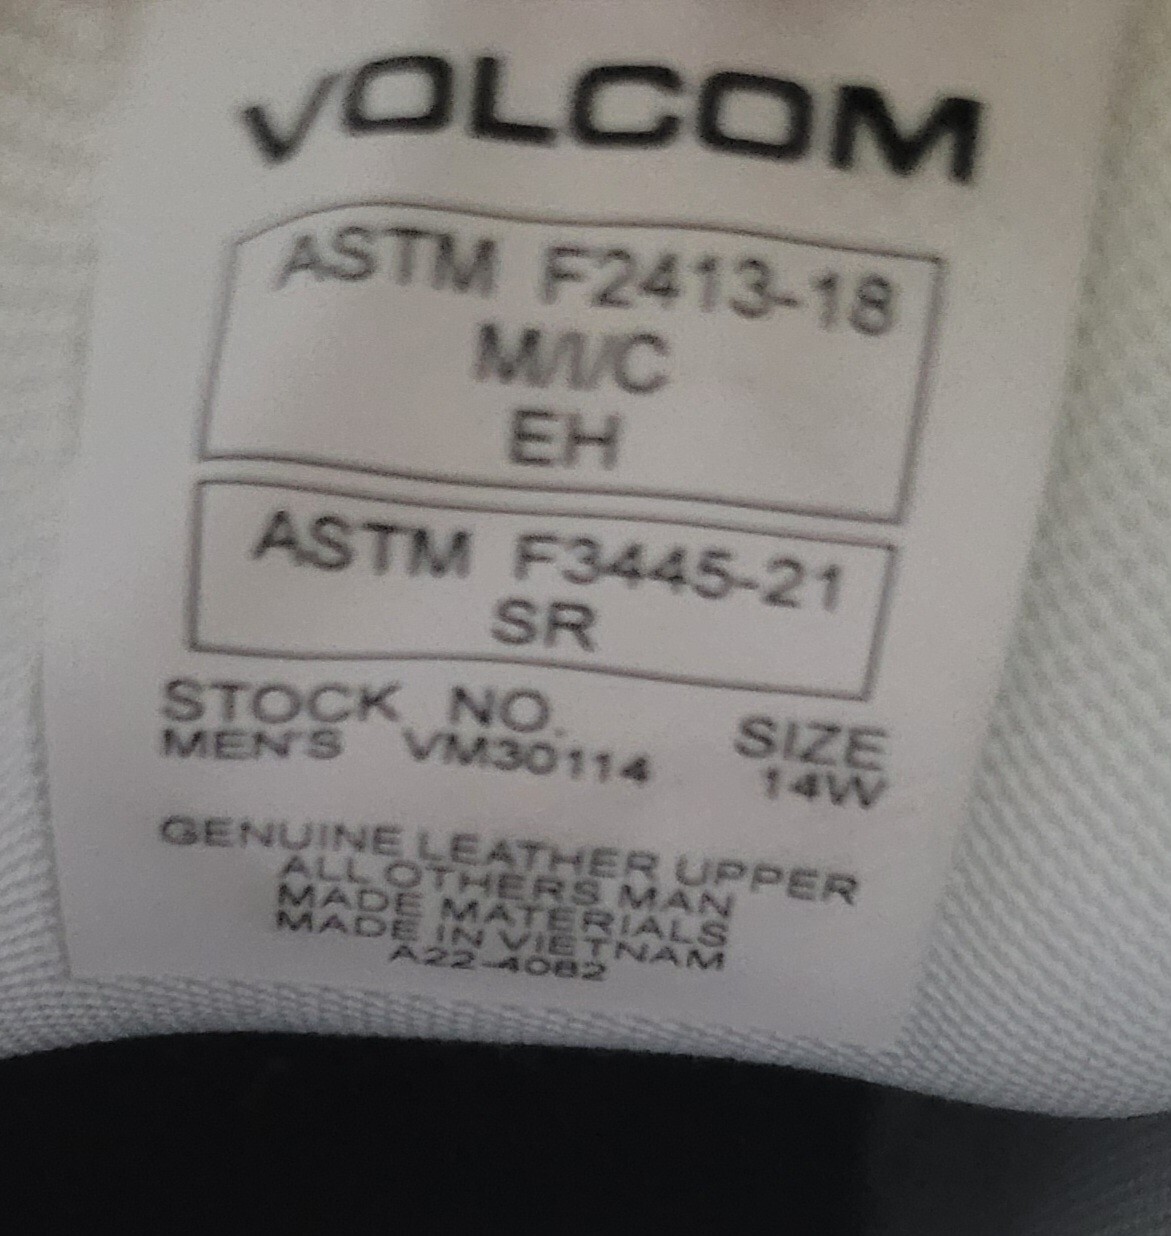 VOLCOM
ASTM F2413-18
M/I/C
EH
ASTM F3445-21
SR
STOCK NO. SIZE
MEN'S VM30114 14W
GENUINE LEATHER UPPER
ALL OTHERS MAN
MADE MATERIALS
MADE IN VIETNAM
A22-4082